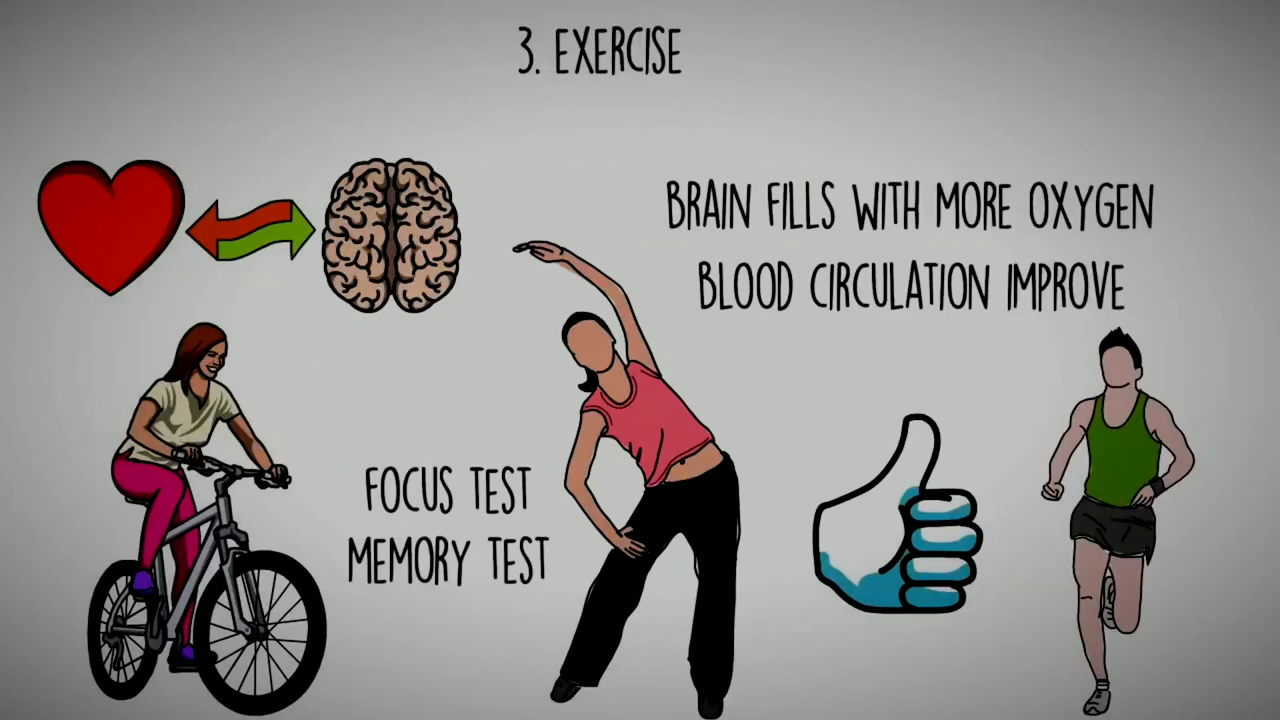 3. EXERCISE
BRAIN FILLS WITH MORE OXYGEN
BLOOD CIRCULATION IMPROVE
FOCUS TEST
MEMORY TEST